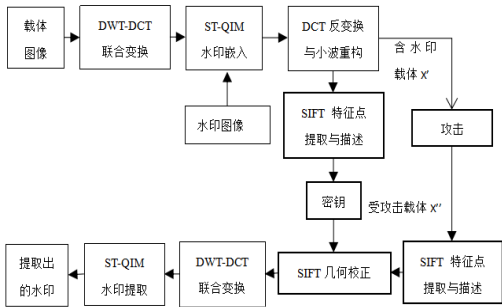 载体
图像
DWT-DCT
联合变换
ST-QIM
水印嵌入
DCT 反变换
与小波重构
含 水 印
载体 X'
水印图像
SIFT 特征点
提取与描述
攻击
密钥
受攻击载体 X''
提取出
的水印
ST-QIM
水印提取
DWT-DCT
联合变换
SIFT 几何校正
SIFT 特征点
提取与描述